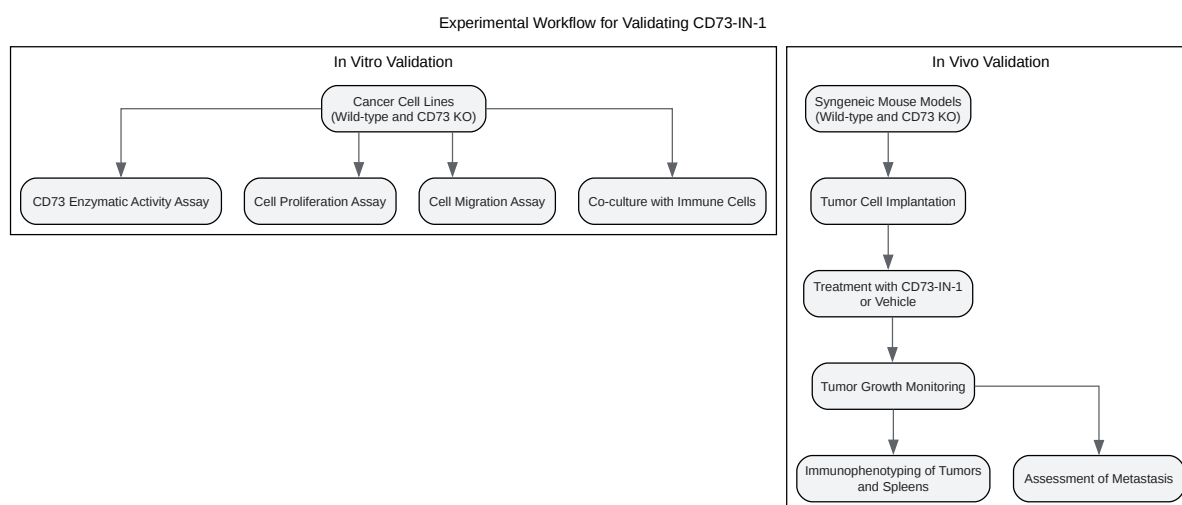 Experimental Workflow for Validating CD73-IN-1
In Vitro Validation
Cancer Cell Lines
(Wild-type and CD73 KO)
CD73 Enzymatic Activity Assay
Cell Proliferation Assay
Cell Migration Assay
Co-culture with Immune Cells
In Vivo Validation
Syngeneic Mouse Models
(Wild-type and CD73 KO)
Tumor Cell Implantation
Treatment with CD73-IN-1
or Vehicle
Tumor Growth Monitoring
Immunophenotyping of Tumors
and Spleens
Assessment of Metastasis